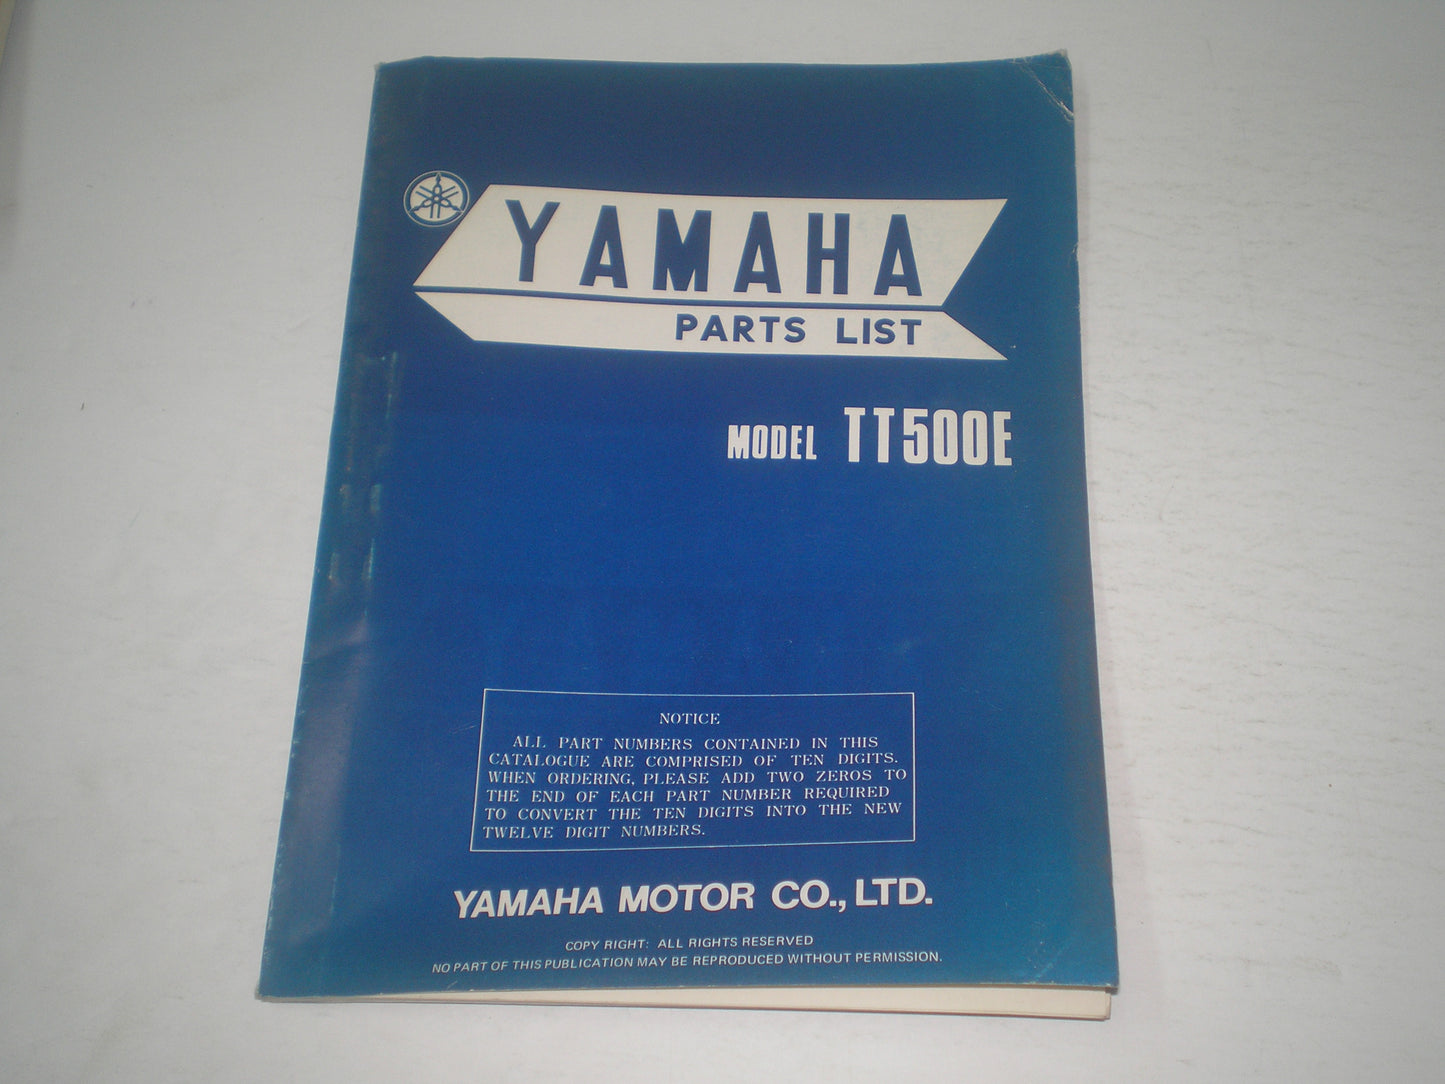 YAMAHA
PARTS LIST
MODEL TT500E
NOTICE
ALL PART NUMBERS CONTAINED IN THIS
CATALOGUE ARE COMPRISED OF TEN DIGITS.
WHEN ORDERING, PLEASE ADD TWO ZEROS TO
THE END OF EACH PART NUMBER REQUIRED
TO CONVERT THE TEN DIGITS INTO THE NEW
TWELVE DIGIT NUMBERS.
YAMAHA MOTOR CO., LTD.
COPY RIGHT: ALL RIGHTS RESERVED
NO PART OF THIS PUBLICATION MAY BE REPRODUCED WITHOUT PERMISSION.